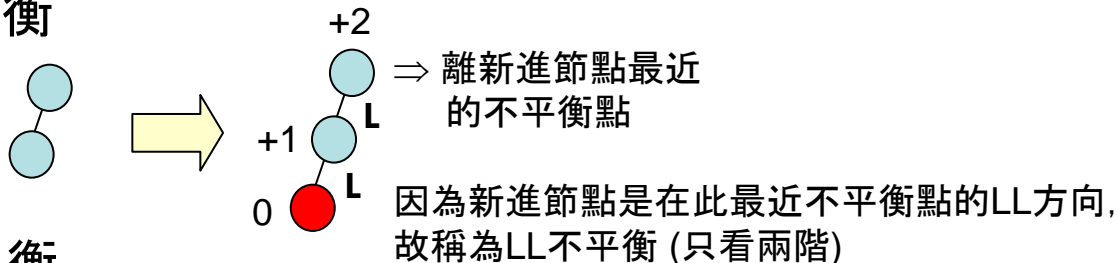 衡
+2
⇒ 離新進節點最近
的不平衡點
L
+1
L
0
因為新進節點是在此最近不平衡點的LL方向,
故稱為LL不平衡 (只看兩階)
衡